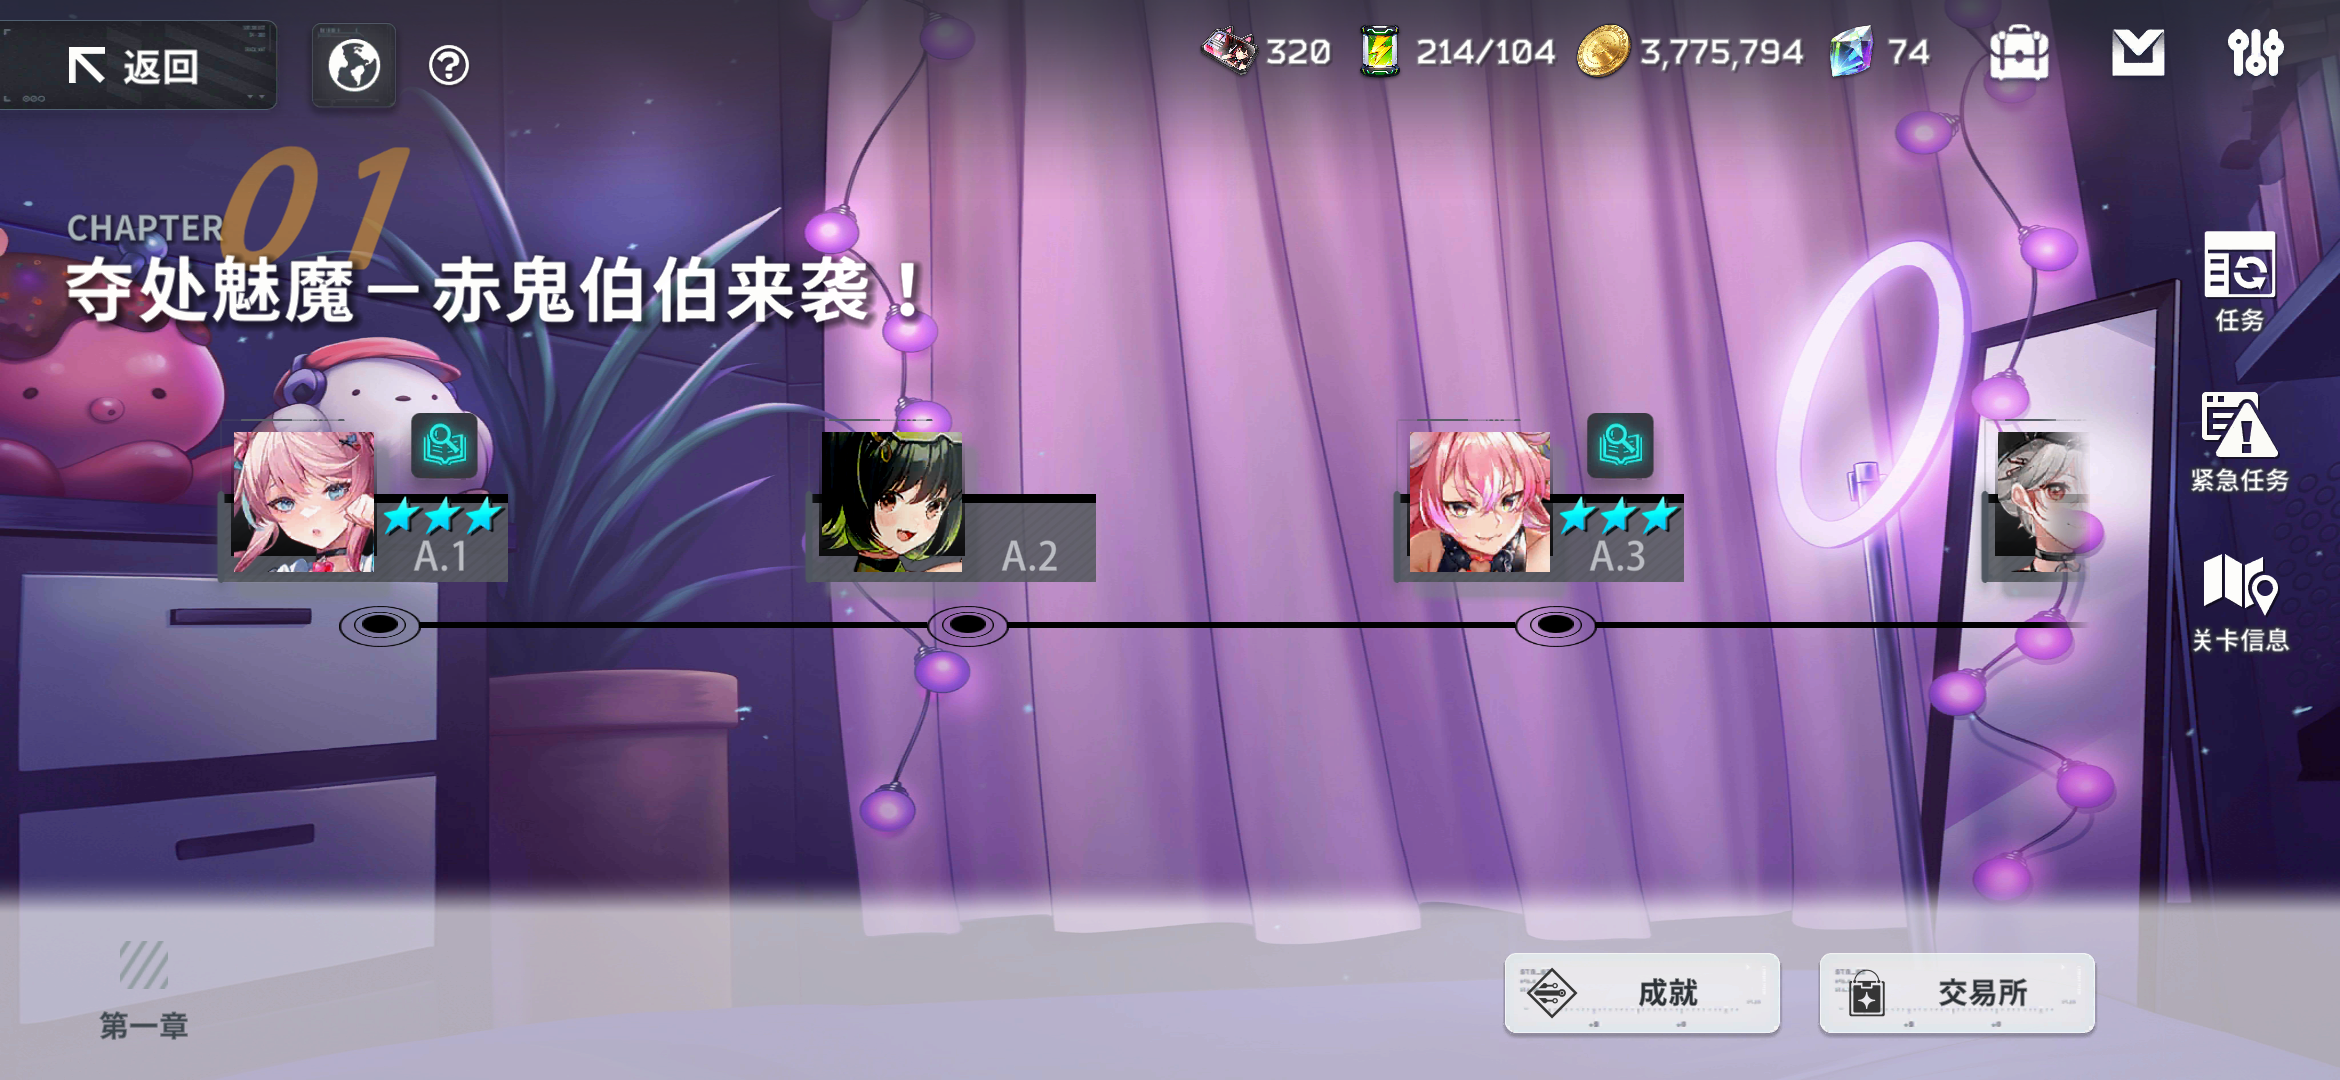 返回
320
214/104
3,775,794
74
CHAPTER 01
夺处魅魔－赤鬼伯伯来袭！
任务
紧急任务
关卡信息
A.1
A.2
A.3
第一章
成就
交易所